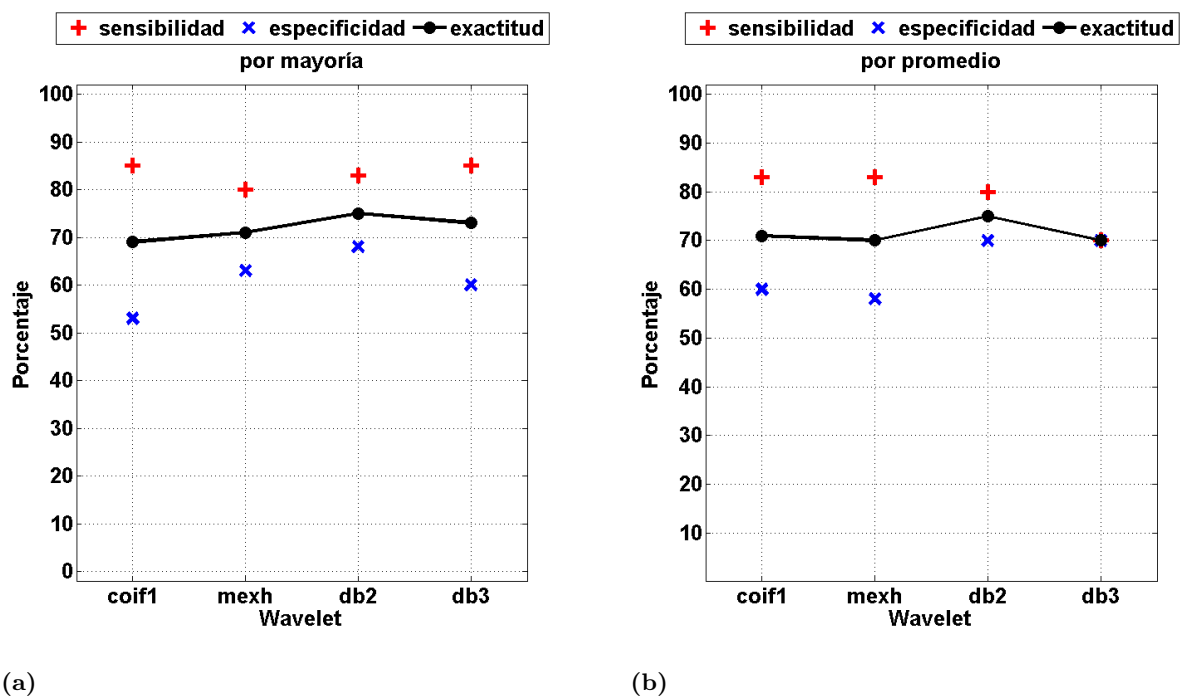 sensibilidad especificidad exactitud
por mayoría
100
90
80
70
60
50
40
30
20
10
0
Porcentaje
coif1 mexh db2 db3
Wavelet
(a)
sensibilidad especificidad exactitud
por promedio
100
90
80
70
60
50
40
30
20
10
Porcentaje
coif1 mexh db2 db3
Wavelet
(b)